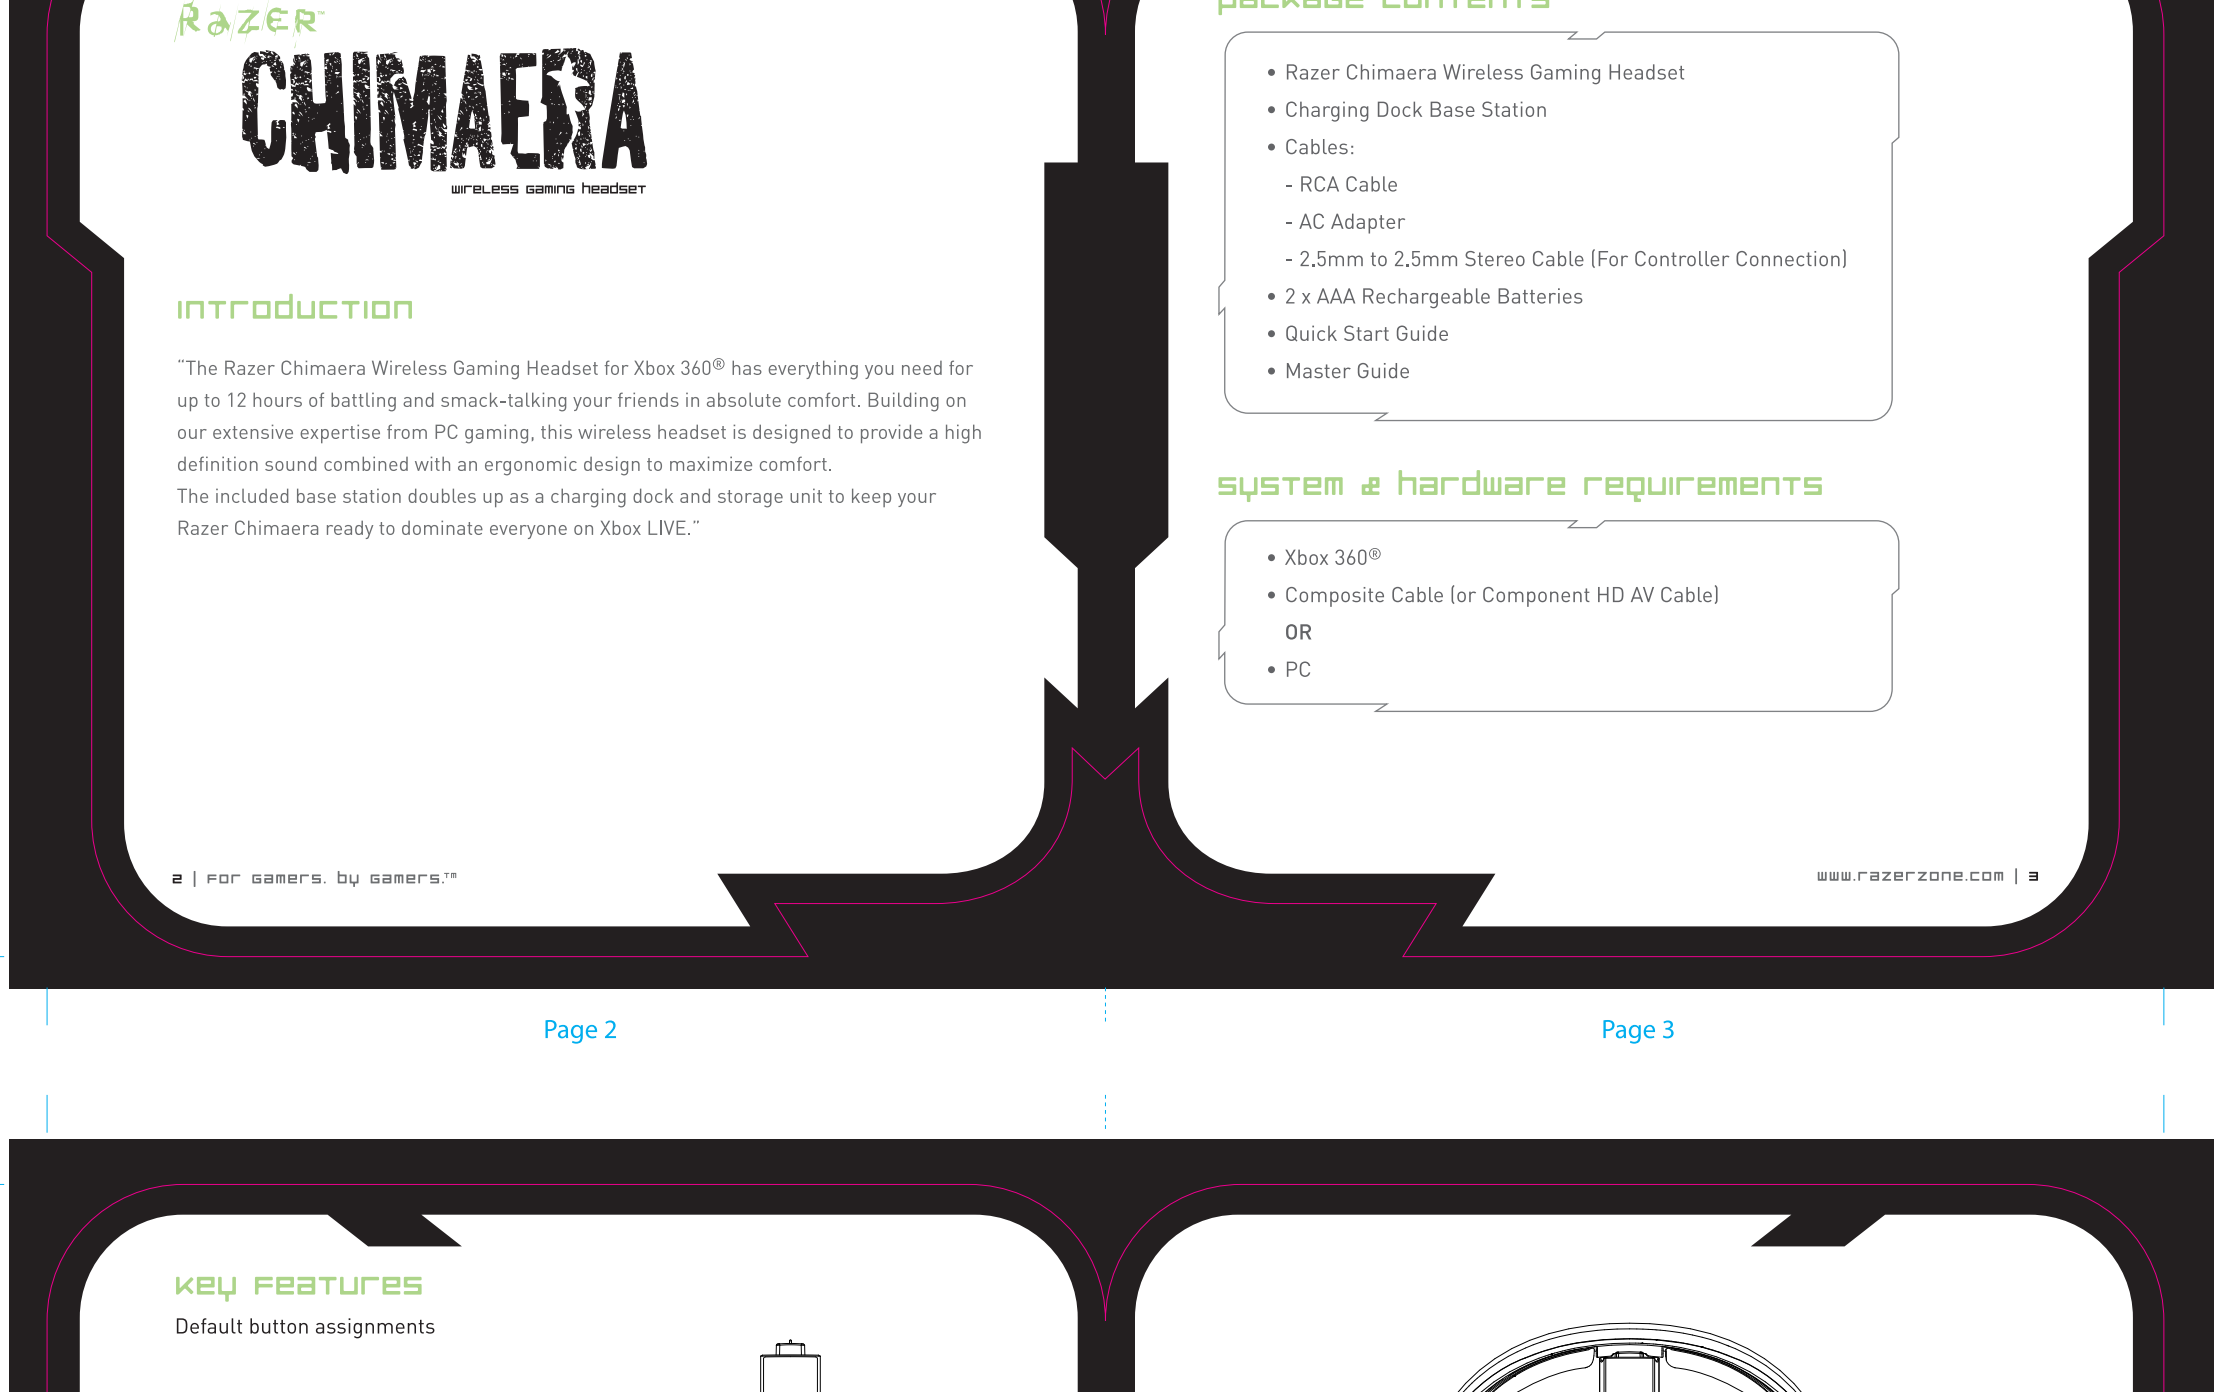 RAZER™
CHIMAERA
wireless gaming headset
introduction
“The Razer Chimaera Wireless Gaming Headset for Xbox 360® has everything you need for
up to 12 hours of battling and smack-talking your friends in absolute comfort. Building on
our extensive expertise from PC gaming, this wireless headset is designed to provide a high
definition sound combined with an ergonomic design to maximize comfort.
The included base station doubles up as a charging dock and storage unit to keep your
Razer Chimaera ready to dominate everyone on Xbox LIVE.”
2 | For gamers. by gamers.™
package contents
• Razer Chimaera Wireless Gaming Headset
• Charging Dock Base Station
• Cables:
- RCA Cable
- AC Adapter
- 2.5mm to 2.5mm Stereo Cable (For Controller Connection)
• 2 x AAA Rechargeable Batteries
• Quick Start Guide
• Master Guide
system & hardware requirements
• Xbox 360®
• Composite Cable (or Component HD AV Cable)
OR
• PC
www.razerzone.com | 3
Page 2
Page 3
key features
Default button assignments